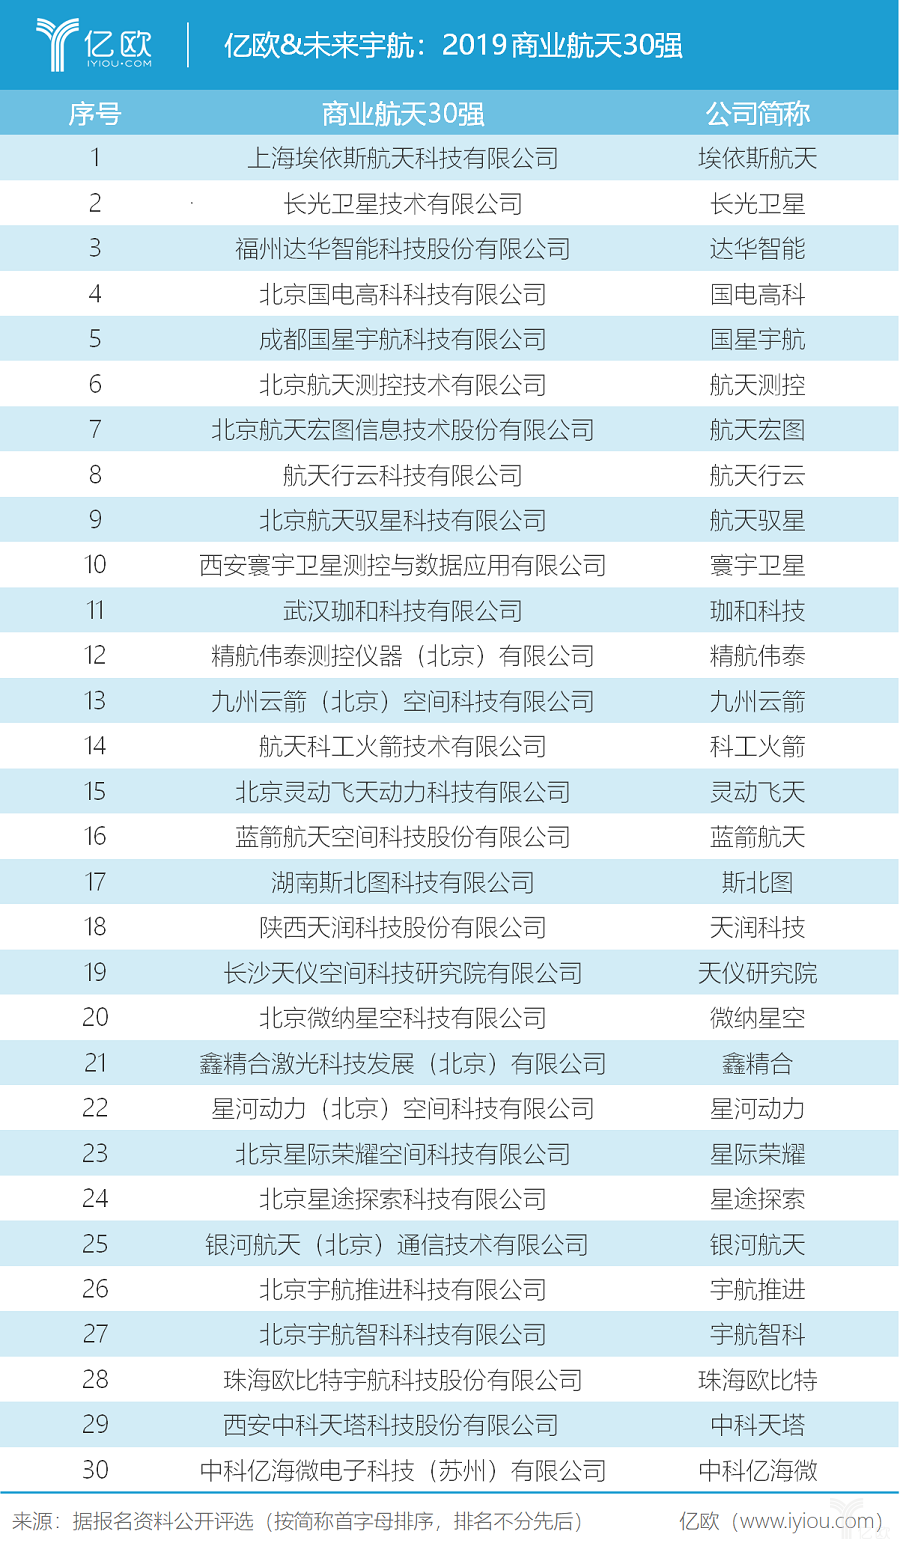 亿欧 亿欧&未来宇航：2019商业航天30强
IYIOU·COM
序号 商业航天30强 公司简称
1 上海埃依斯航天科技有限公司 埃依斯航天
2 长光卫星技术有限公司 长光卫星
3 福州达华智能科技股份有限公司 达华智能
4 北京国电高科科技有限公司 国电高科
5 成都国星宇航科技有限公司 国星宇航
6 北京航天测控技术有限公司 航天测控
7 北京航天宏图信息技术股份有限公司 航天宏图
8 航天行云科技有限公司 航天行云
9 北京航天驭星科技有限公司 航天驭星
10 西安寰宇卫星测控与数据应用有限公司 寰宇卫星
11 武汉珈和科技有限公司 珈和科技
12 精航伟泰测控仪器（北京）有限公司 精航伟泰
13 九州云箭（北京）空间科技有限公司 九州云箭
14 航天科工火箭技术有限公司 科工火箭
15 北京灵动飞天动力科技有限公司 灵动飞天
16 蓝箭航天空间科技股份有限公司 蓝箭航天
17 湖南斯北图科技有限公司 斯北图
18 陕西天润科技股份有限公司 天润科技
19 长沙天仪空间科技研究院有限公司 天仪研究院
20 北京微纳星空科技有限公司 微纳星空
21 鑫精合激光科技发展（北京）有限公司 鑫精合
22 星河动力（北京）空间科技有限公司 星河动力
23 北京星际荣耀空间科技有限公司 星际荣耀
24 北京星途探索科技有限公司 星途探索
25 银河航天（北京）通信技术有限公司 银河航天
26 北京宇航推进科技有限公司 宇航推进
27 北京宇航智科科技有限公司 宇航智科
28 珠海欧比特宇航科技股份有限公司 珠海欧比特
29 西安中科天塔科技股份有限公司 中科天塔
30 中科亿海微电子科技（苏州）有限公司 中科亿海微
来源：据报名资料公开评选（按简称首字母排序，排名不分先后） 亿欧（www.iyiou.com）
亿欧